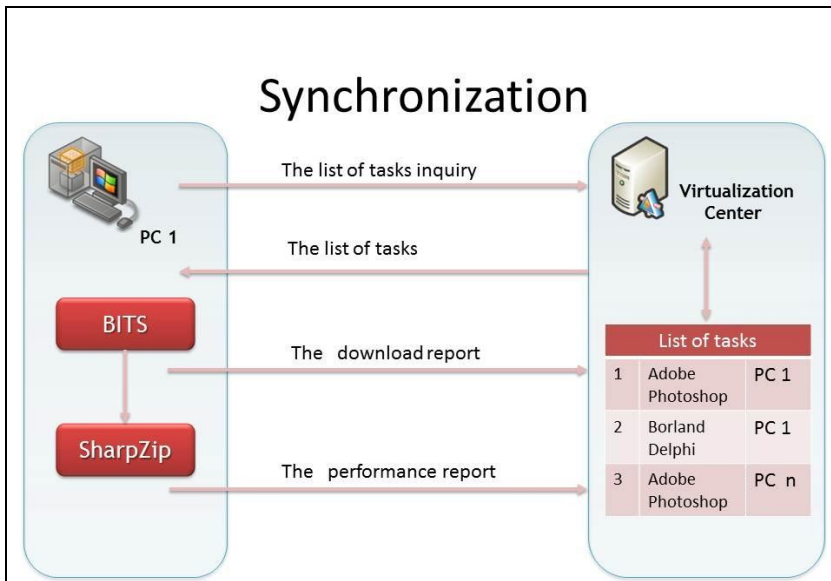 Synchronization
The list of tasks inquiry
PC 1
Virtualization
Center
The list of tasks
BITS
The download report
SharpZip
The performance report
List of tasks
1 Adobe Photoshop PC 1
2 Borland Delphi PC 1
3 Adobe Photoshop PC n